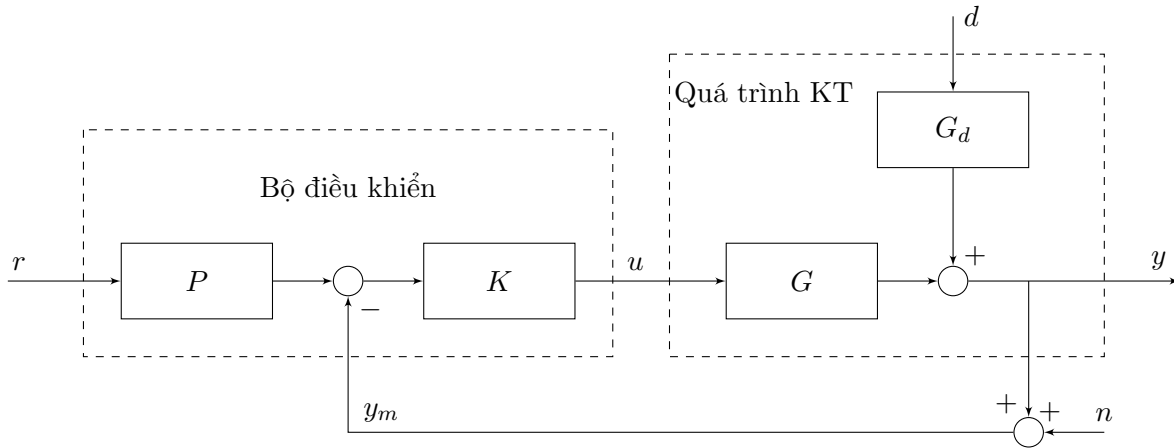 d
Quá trình KT
G_d
Bộ điều khiển
+
r
P
K
u
G
y
−
y_m
+
+
n